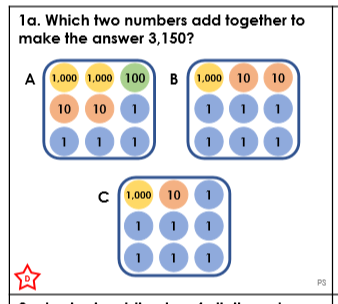 1a. Which two numbers add together to
make the answer 3,150?
A
1,000 1,000 100
10 10 1
1 1 1
B
1,000 10 10
1 1 1
1 1 1
C
1,000 10 1
1 1 1
1 1 1
D
PS